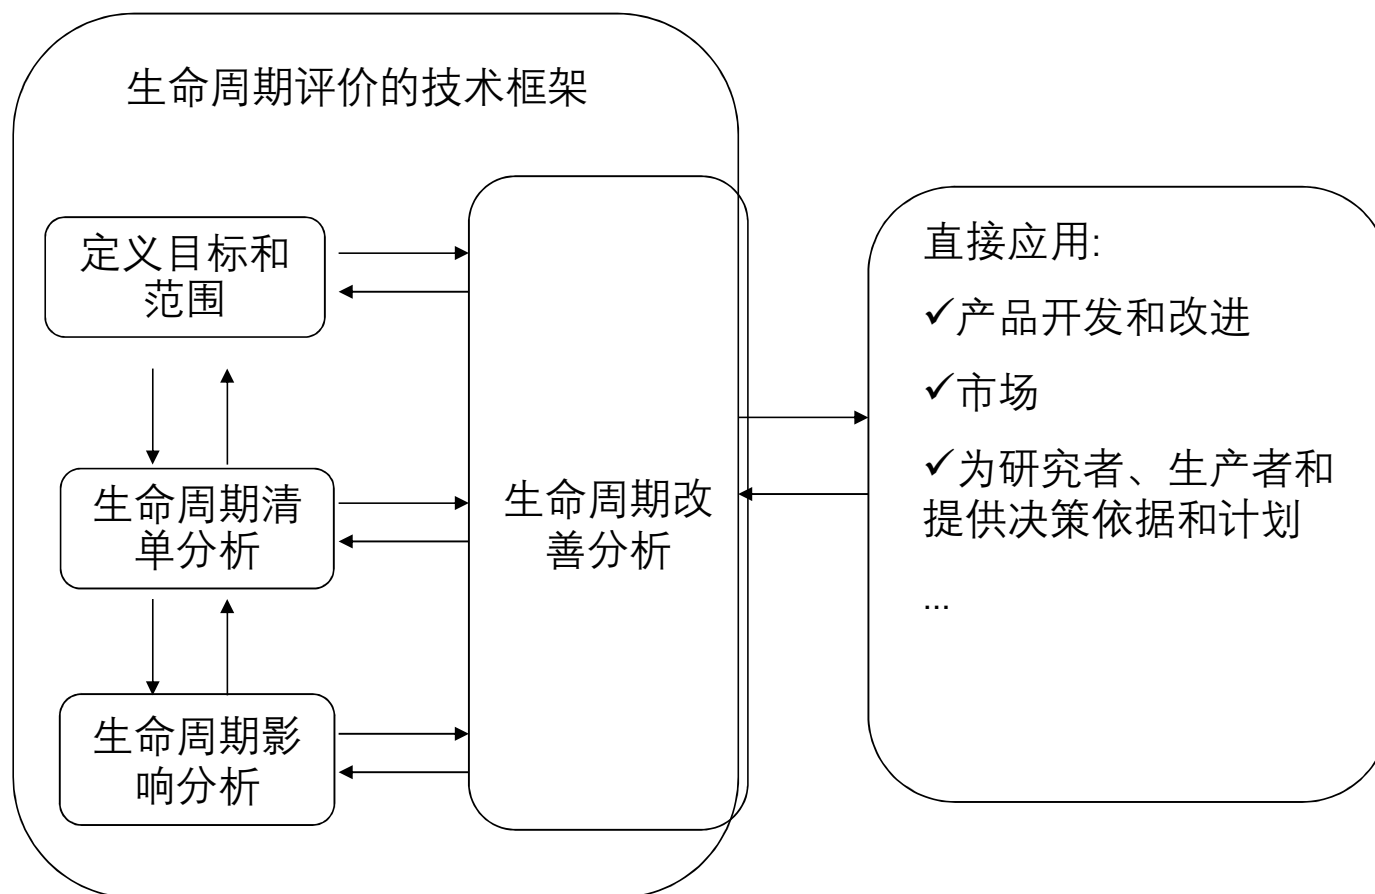 生命周期评价的技术框架
定义目标和
范围
生命周期清
单分析
生命周期影
响分析
生命周期改
善分析
直接应用:
✓产品开发和改进
✓市场
✓为研究者、生产者和
提供决策依据和计划
...